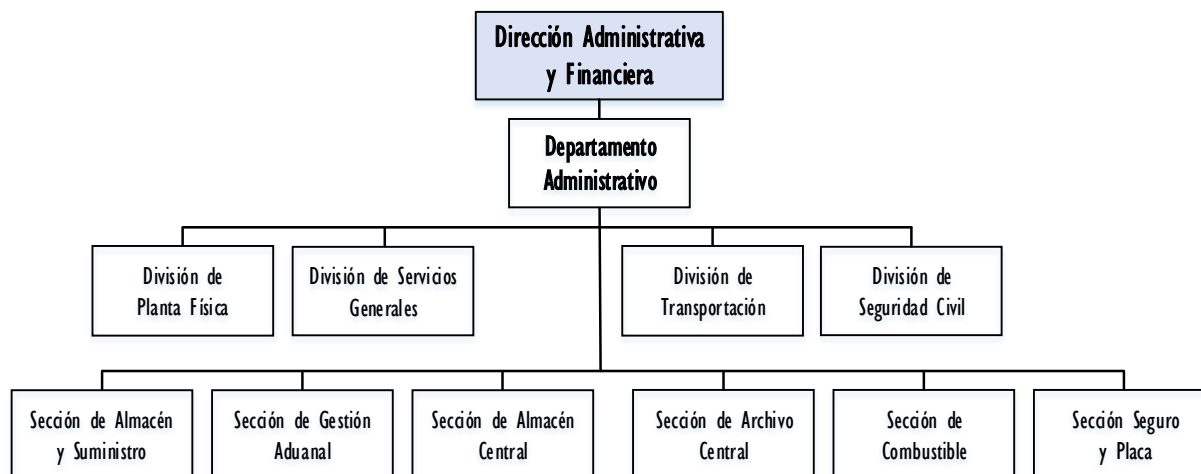 Dirección Administrativa
y Financiera
Departamento
Administrativo
División de
Planta Física
División de Servicios
Generales
División de
Transportación
División de
Seguridad Civil
Sección de Almacén
y Suministro
Sección de Gestión
Aduanal
Sección de Almacén
Central
Sección de Archivo
Central
Sección de
Combustible
Sección Seguro
y Placa